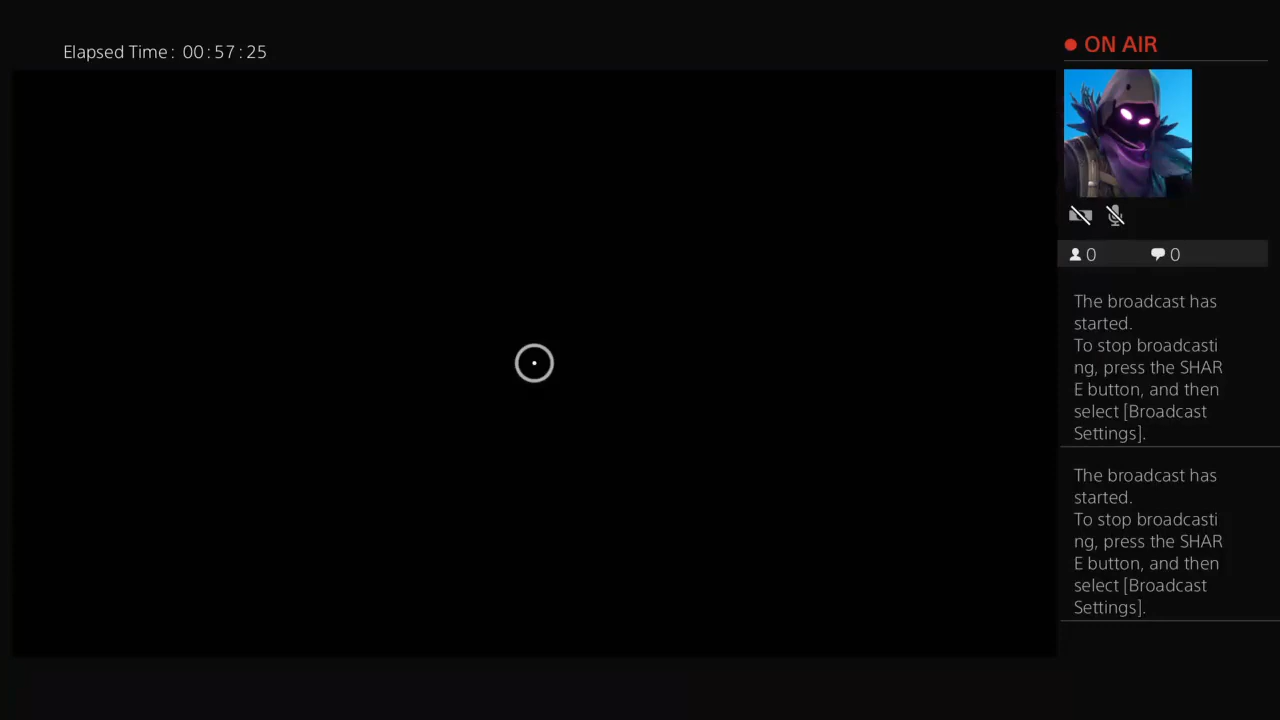 Elapsed Time: 00:57:25
ON AIR
0
0
The broadcast has
started.
To stop broadcasti
ng, press the SHAR
E button, and then
select [Broadcast
Settings].
The broadcast has
started.
To stop broadcasti
ng, press the SHAR
E button, and then
select [Broadcast
Settings].